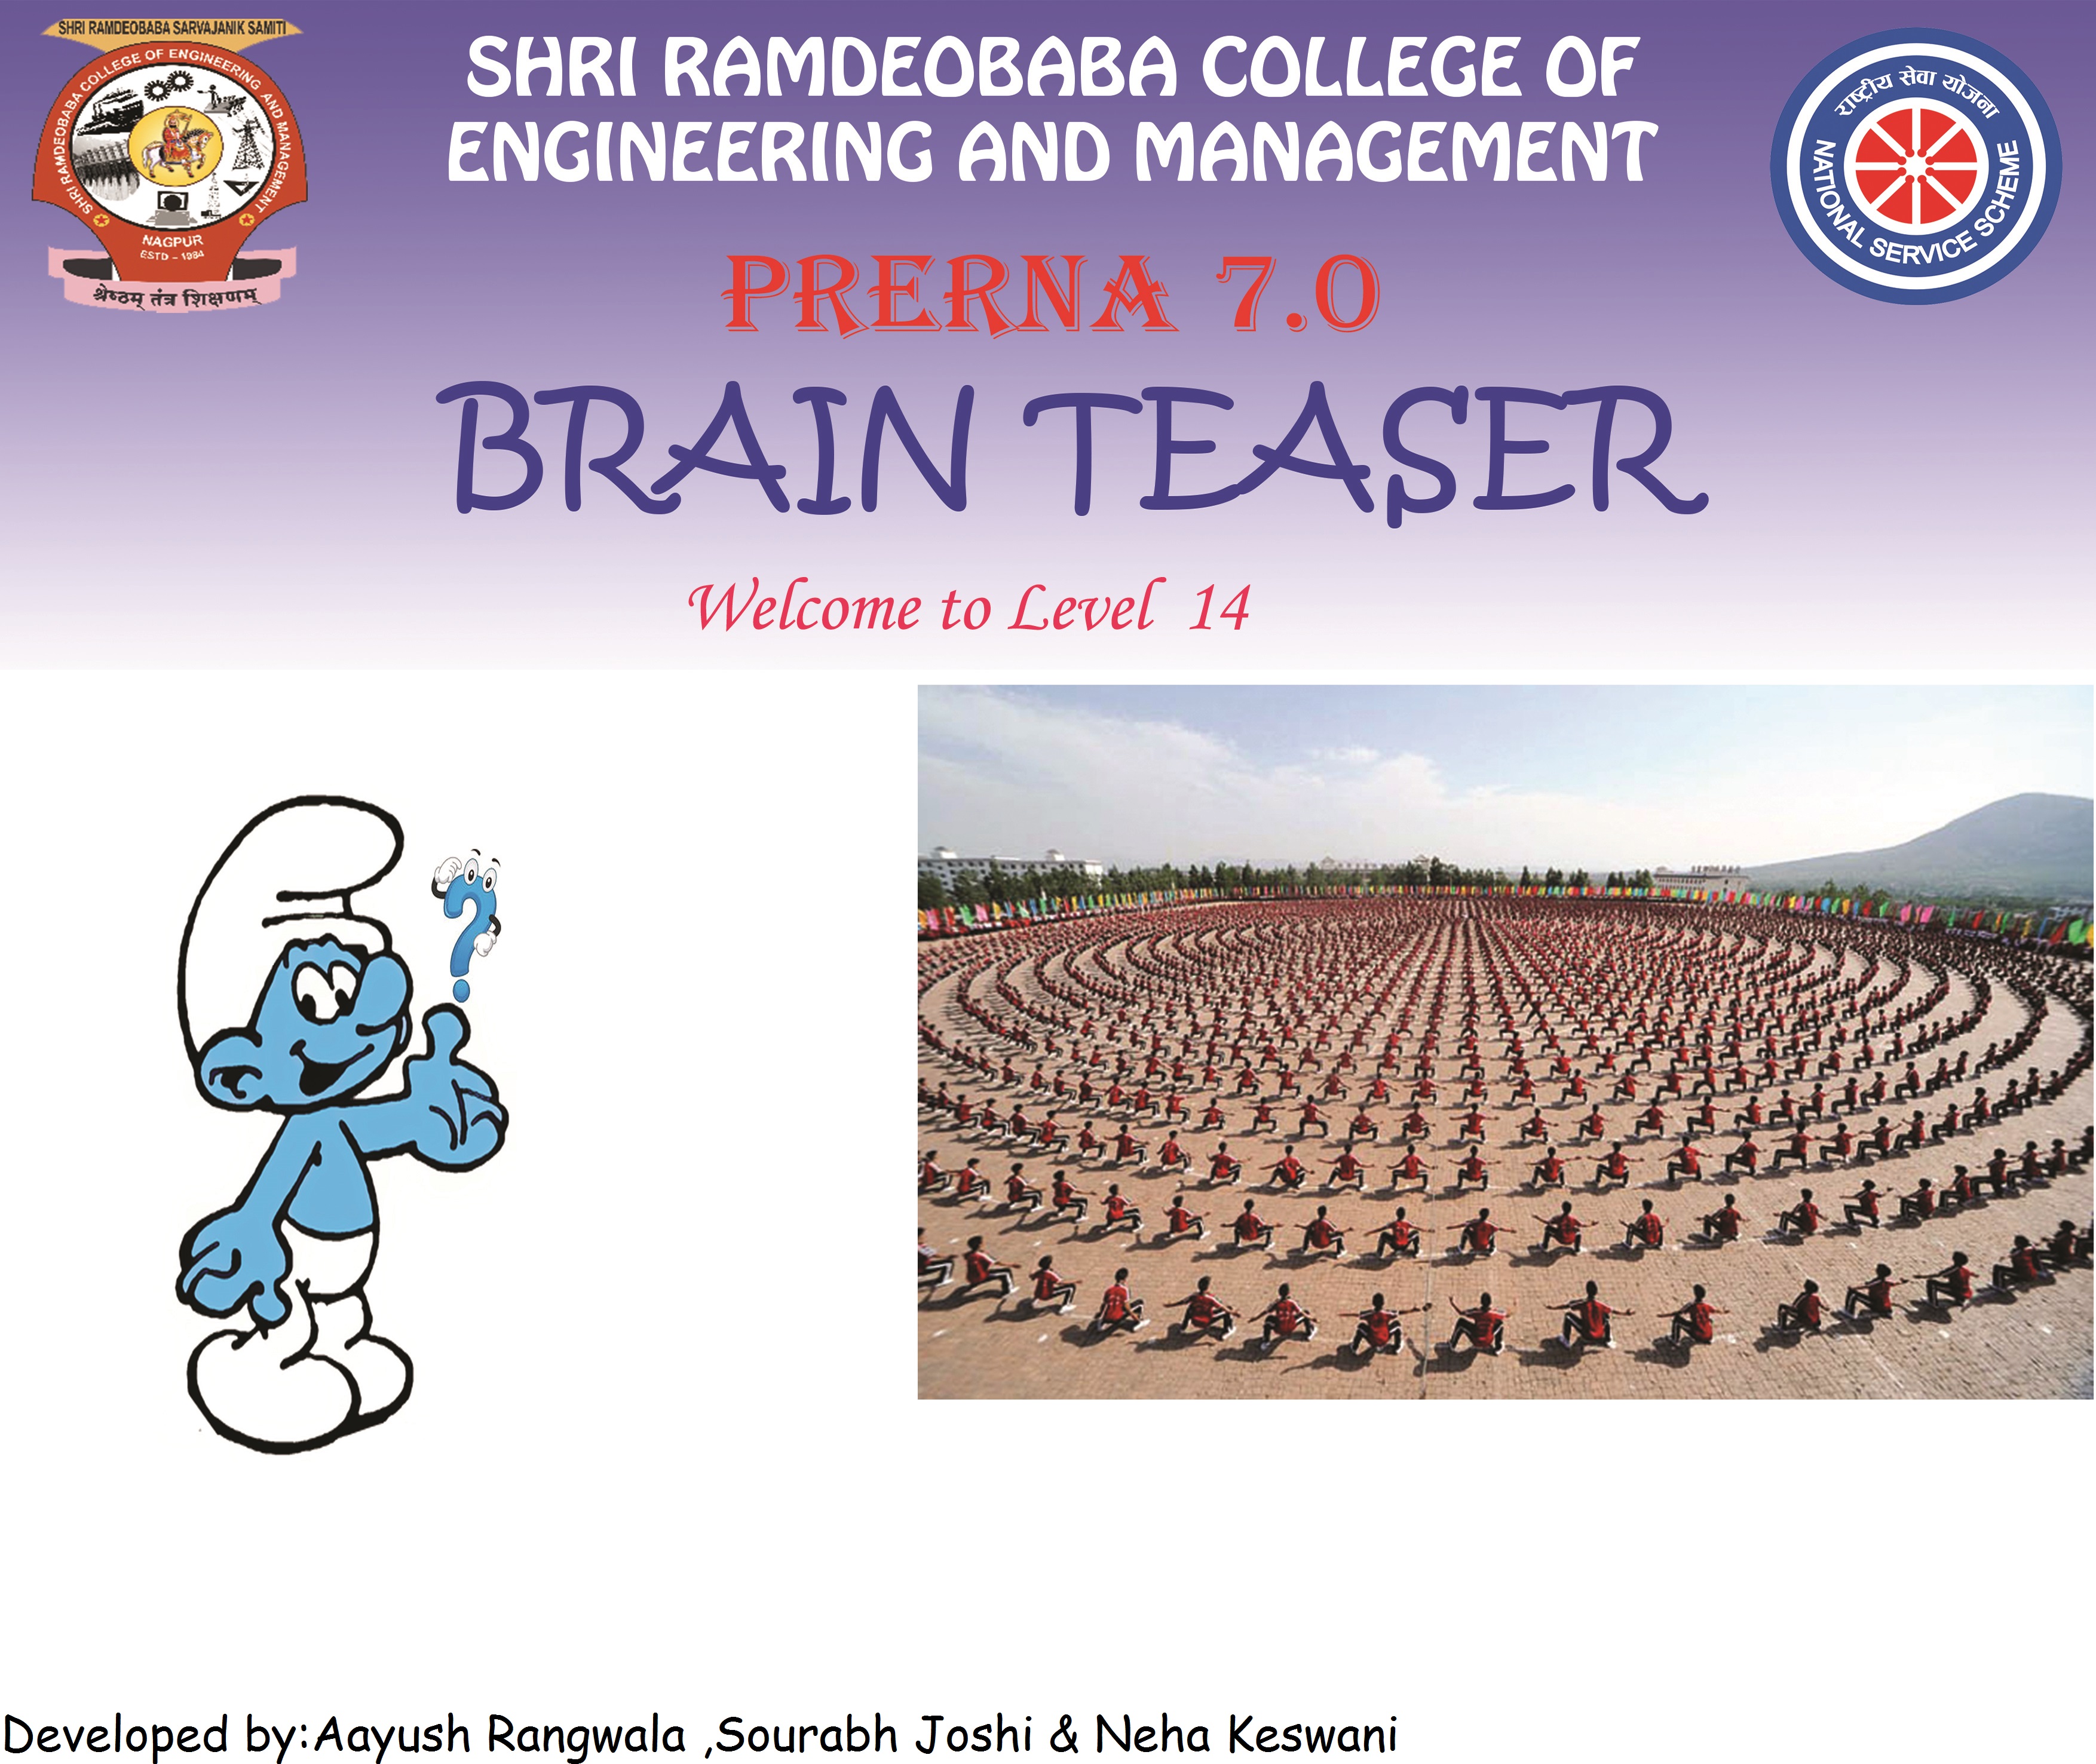 SHRI RAMDEOBABA SARVAJANIK SAMITI
SHRI RAMDEOBABA COLLEGE OF ENGINEERING AND MANAGEMENT
NAGPUR
ESTD - 1984
श्रेष्ठम् तंत्र शिक्षणम्
SHRI RAMDEOBABA COLLEGE OF
ENGINEERING AND MANAGEMENT
राष्ट्रीय सेवा योजना
NATIONAL SERVICE SCHEME
PRERNA 7.0
BRAIN TEASER
Welcome to Level 14
?
Developed by:Aayush Rangwala ,Sourabh Joshi & Neha Keswani